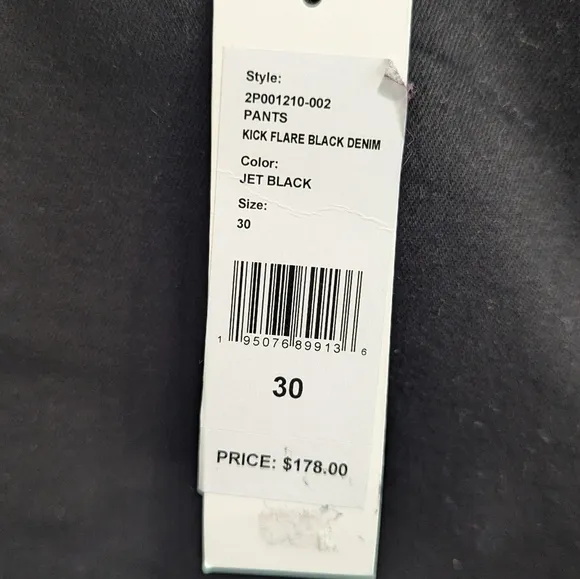 Style:
2P001210-002
PANTS
KICK FLARE BLACK DENIM
Color:
JET BLACK
Size:
30
1 95076 89913 6
30
PRICE: $178.00